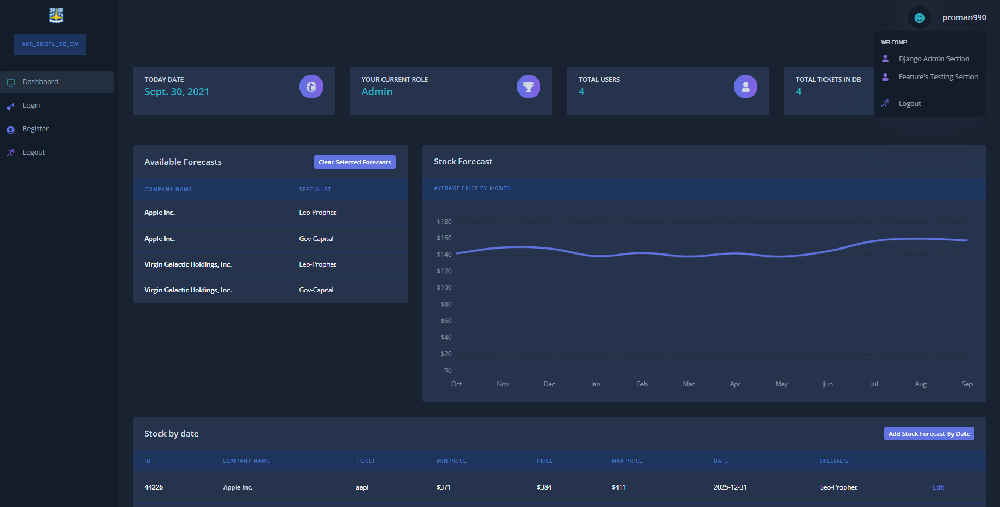 AKR_BMSTU_DB_CW
Dashboard
Login
Register
Logout
proman990
WELCOME!
Django Admin Section
Feature's Testing Section
Logout
TODAY DATE
Sept. 30, 2021
YOUR CURRENT ROLE
Admin
TOTAL USERS
4
TOTAL TICKETS IN DB
4
Available Forecasts
Clear Selected Forecasts
COMPANY NAME SPECIALIST
Apple Inc. Leo-Prophet
Apple Inc. Gov-Capital
Virgin Galactic Holdings, Inc. Leo-Prophet
Virgin Galactic Holdings, Inc. Gov-Capital
Stock Forecast
AVERAGE PRICE BY MONTH
$180
$160
$140
$120
$100
$80
$60
$40
$20
$0
Oct Nov Dec Jan Feb Mar Apr May Jun Jul Aug Sep
Stock by date
Add Stock Forecast By Date
ID COMPANY NAME TICKET MIN PRICE PRICE MAX PRICE DATE SPECIALIST
44226 Apple Inc. aapl $371 $384 $411 2025-12-31 Leo-Prophet Edit